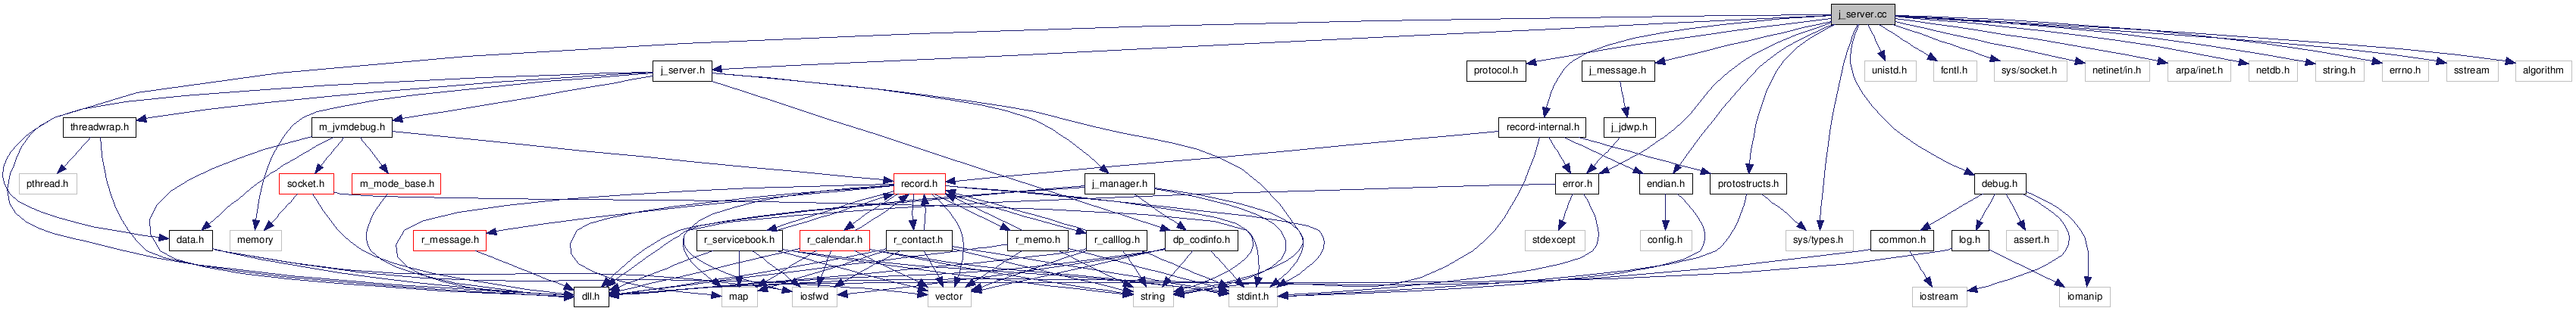 j_server.cc
j_server.h
protocol.h
j_message.h
unistd.h
fcntl.h
sys/socket.h
netinet/in.h
arpa/inet.h
netdb.h
string.h
errno.h
sstream
algorithm
threadwrap.h
m_jvmdebug.h
record-internal.h
j_jdwp.h
pthread.h
socket.h
m_mode_base.h
record.h
j_manager.h
error.h
endian.h
protostructs.h
debug.h
data.h
memory
r_message.h
r_servicebook.h
r_calendar.h
r_contact.h
r_memo.h
r_calllog.h
dp_codinfo.h
stdexcept
config.h
sys/types.h
common.h
log.h
assert.h
dll.h
map
iosfwd
vector
string
stdint.h
iostream
iomanip